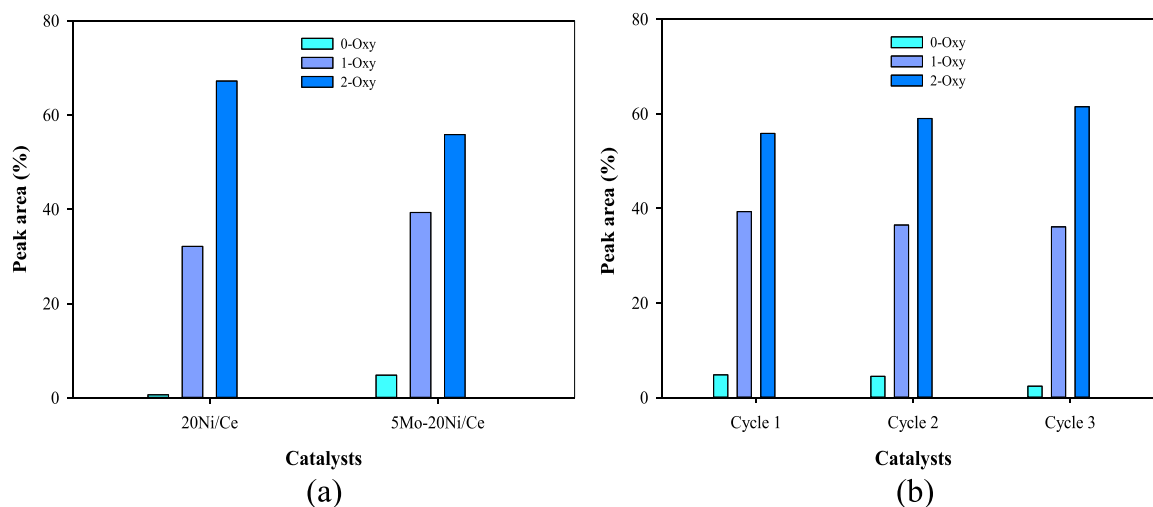 80
60
40
20
0
Peak area (%)
0-Oxy
1-Oxy
2-Oxy
20Ni/Ce
5Mo-20Ni/Ce
Catalysts
(a)
80
60
40
20
0
Peak area (%)
0-Oxy
1-Oxy
2-Oxy
Cycle 1
Cycle 2
Cycle 3
Catalysts
(b)